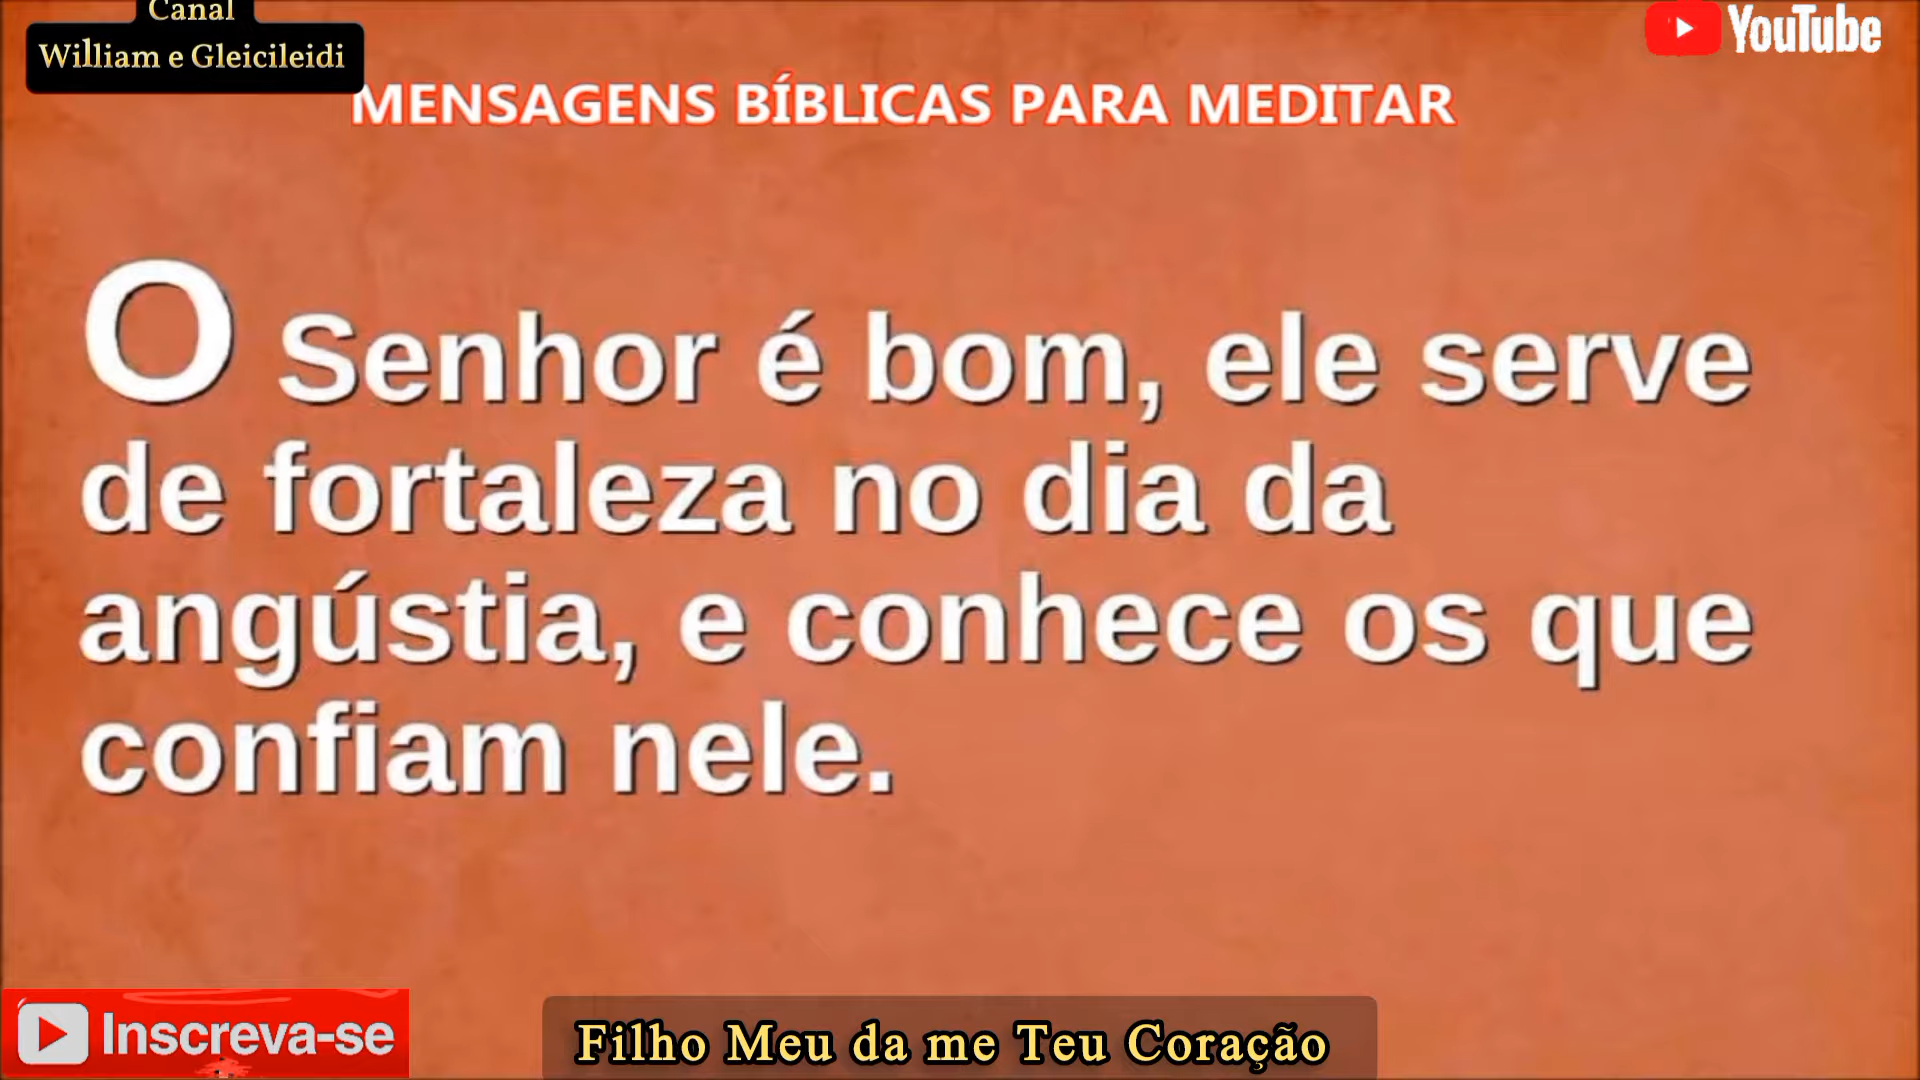 Canal
William e Gleicileidi
YouTube
MENSAGENS BÍBLICAS PARA MEDITAR
O Senhor é bom, ele serve
de fortaleza no dia da
angústia, e conhece os que
confiam nele.
Inscreva-se
Filho Meu da me Teu Coração